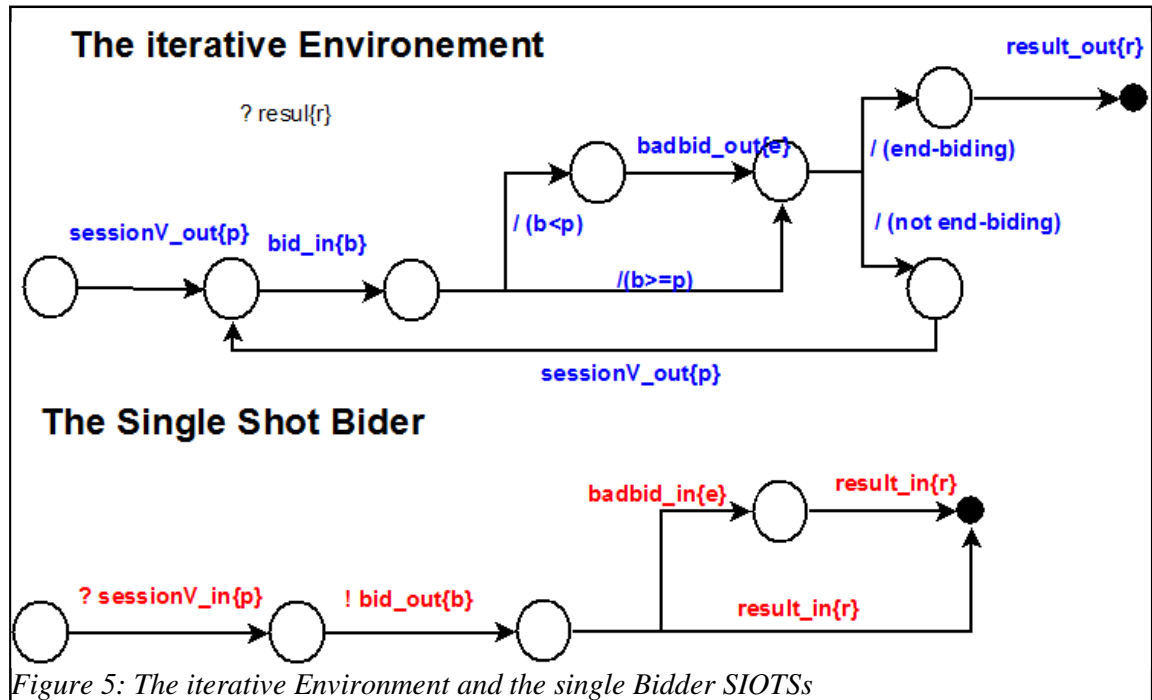 The iterative Environement
result_out{r}
? resul{r}
badbid_out{e}
/ (end-biding)
/ (b<p)
/ (not end-biding)
sessionV_out{p}
bid_in{b}
/(b>=p)
sessionV_out{p}
The Single Shot Bider
badbid_in{e}
result_in{r}
? sessionV_in{p}
! bid_out{b}
result_in{r}
Figure 5: The iterative Environment and the single Bidder SIOTSs